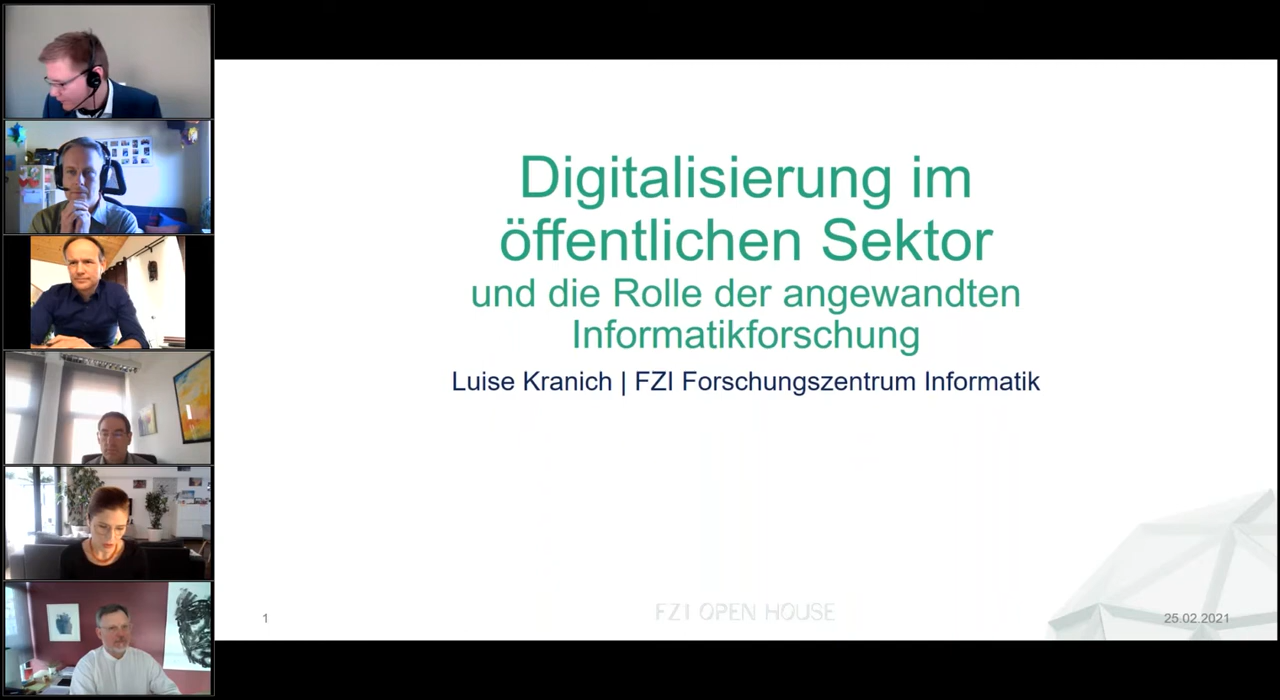 Digitalisierung im
öffentlichen Sektor
und die Rolle der angewandten
Informatikforschung
Luise Kranich | FZI Forschungszentrum Informatik
1
FZI OPEN HOUSE
25.02.2021